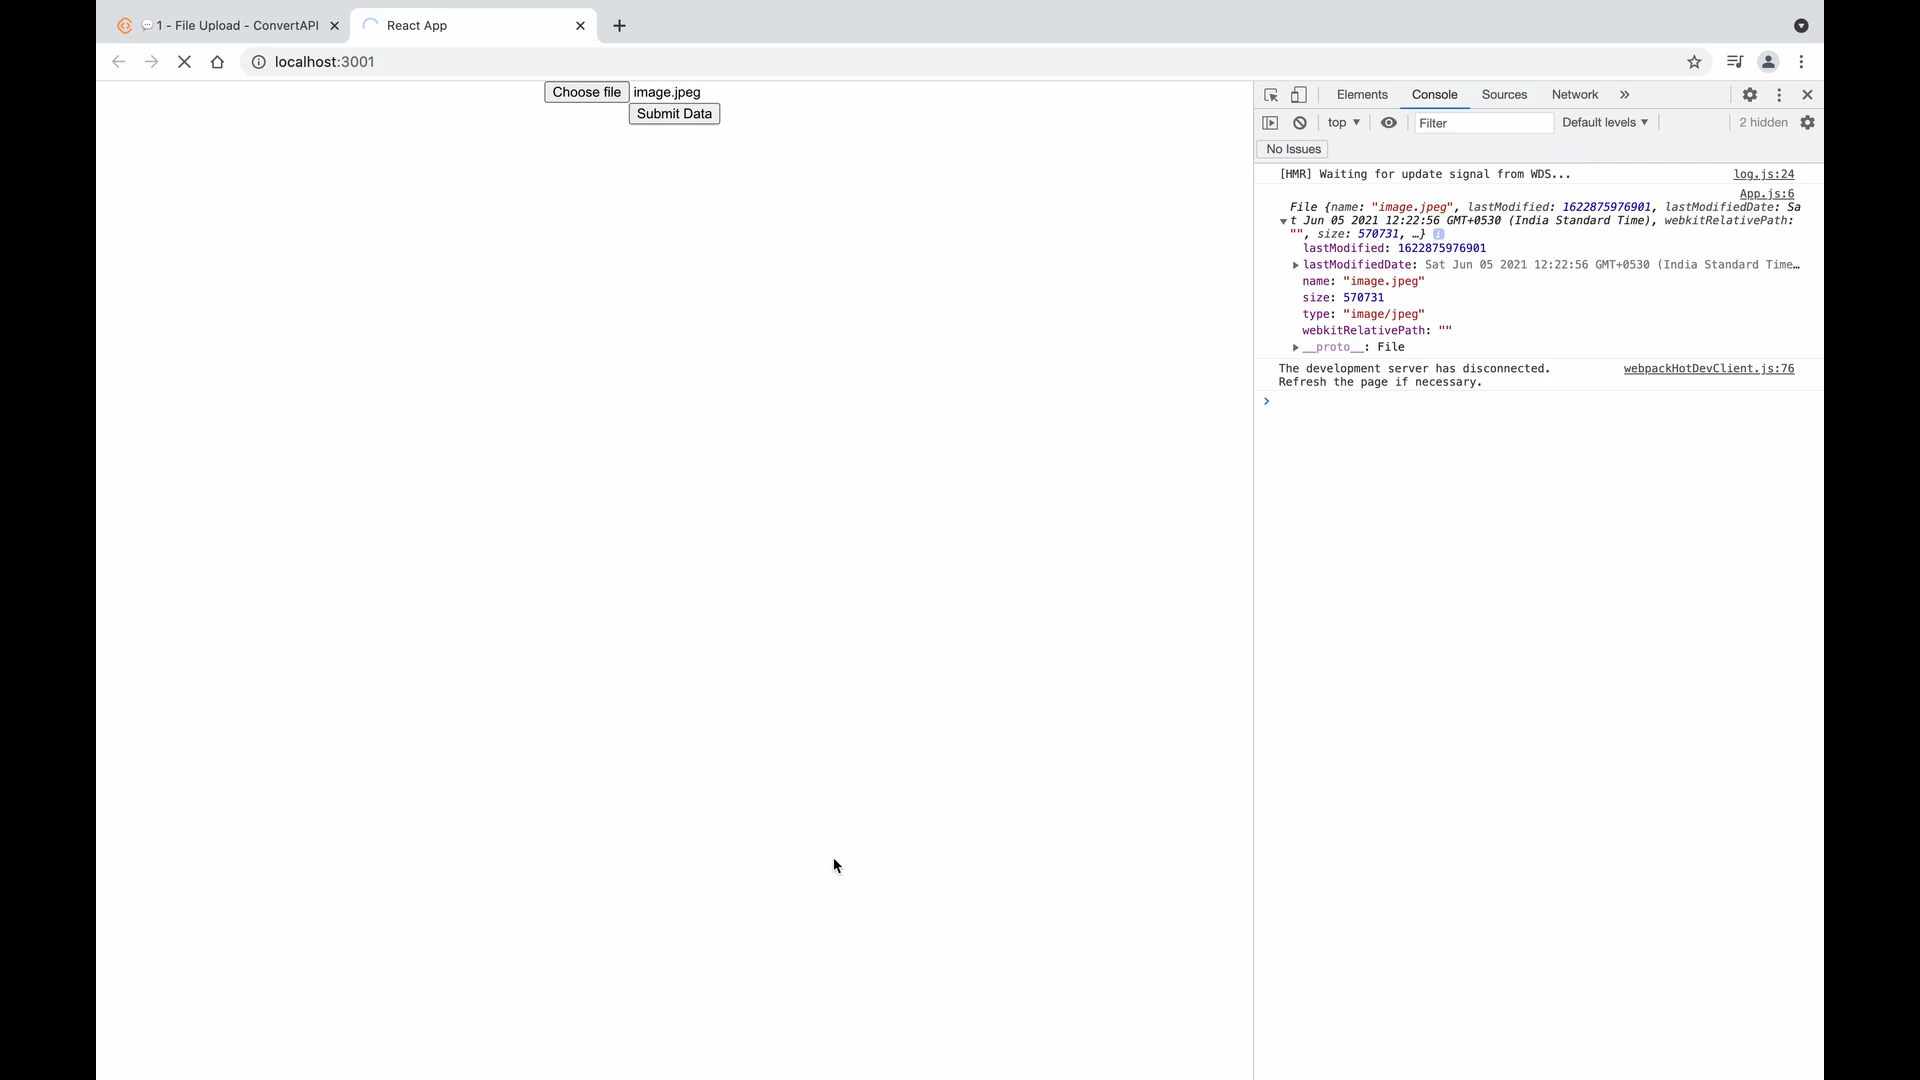 1 - File Upload - ConvertAPI
React App
localhost:3001
Choose file image.jpeg
Submit Data
Elements Console Sources Network
top Filter Default levels 2 hidden
No Issues
[HMR] Waiting for update signal from WDS... log.js:24
App.js:6
File {name: "image.jpeg", lastModified: 1622875976901, lastModifiedDate: Sa
t Jun 05 2021 12:22:56 GMT+0530 (India Standard Time), webkitRelativePath:
"", size: 570731, …}
lastModified: 1622875976901
lastModifiedDate: Sat Jun 05 2021 12:22:56 GMT+0530 (India Standard Time…
name: "image.jpeg"
size: 570731
type: "image/jpeg"
webkitRelativePath: ""
__proto__: File
The development server has disconnected. webpackHotDevClient.js:76
Refresh the page if necessary.